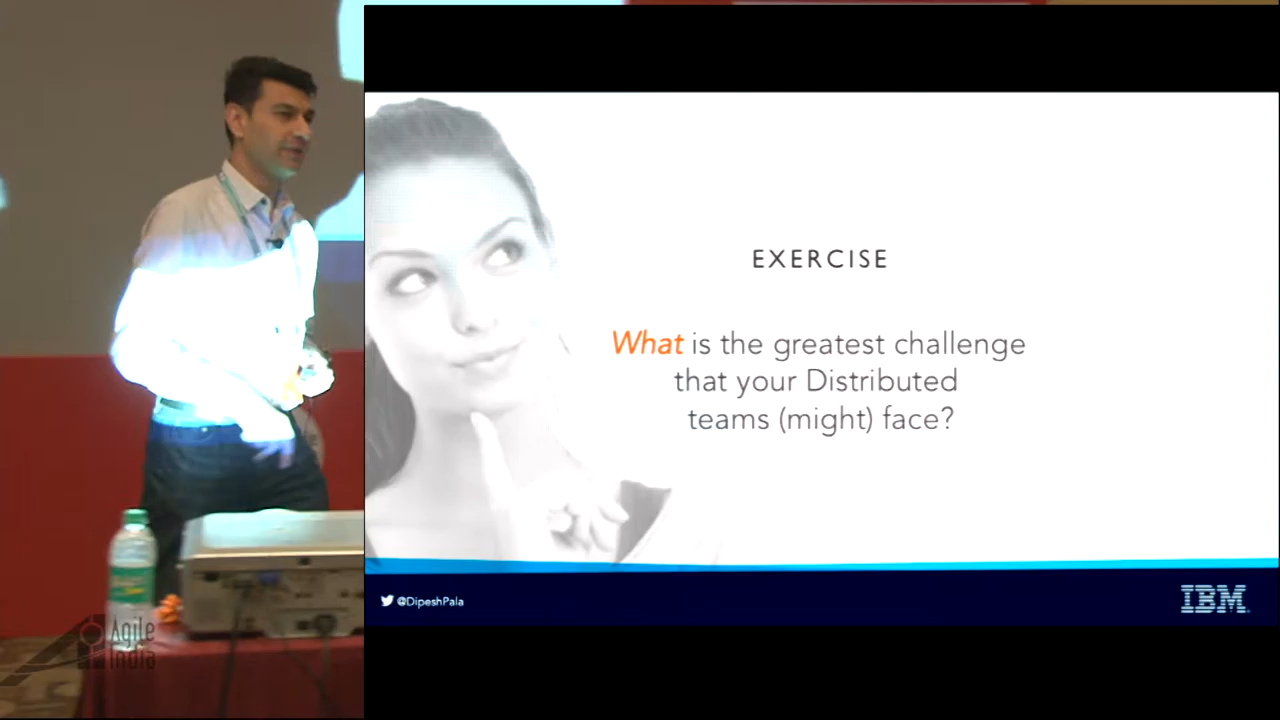 EXERCISE
What is the greatest challenge
that your Distributed
teams (might) face?
@DipeshPala
IBM
Agile
India